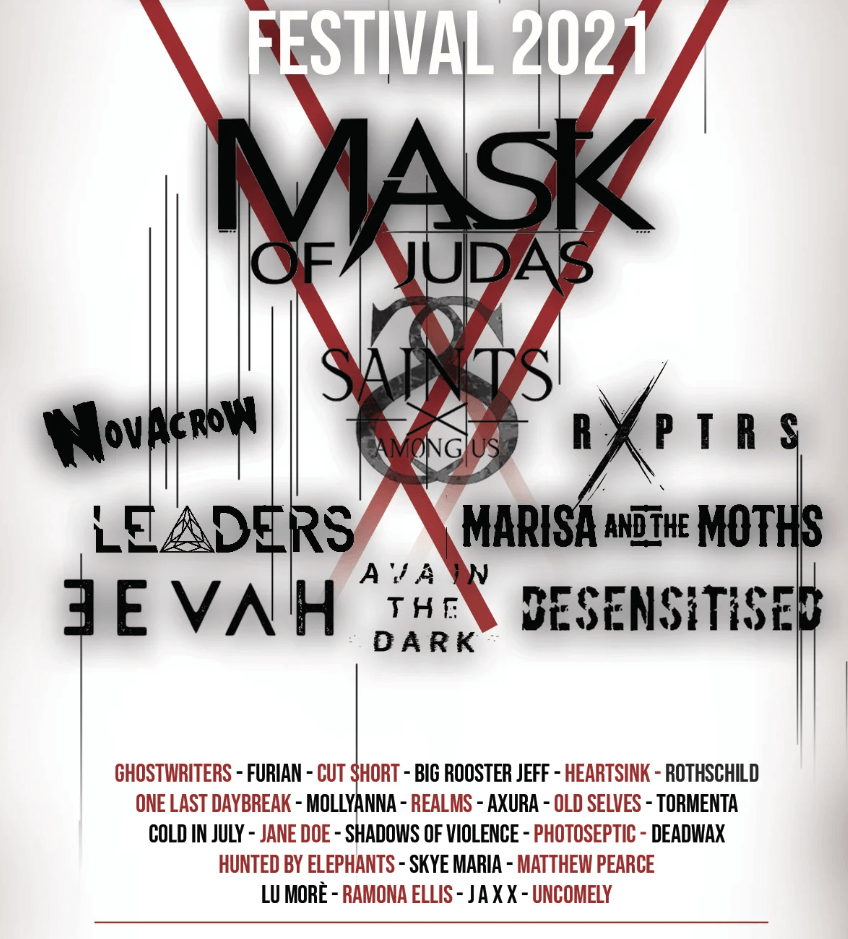 FESTIVAL 2021
MASK
OF JUDAS
SAINTS
AMONG US
NOVACROW
RXPTRS
LEADERS
MARISA AND THE MOTHS
EEVAH
AVA IN
THE
DARK
DESENSITISED
GHOSTWRITERS - FURIAN - CUT SHORT - BIG ROOSTER JEFF - HEARTSINK - ROTHSCHILD
ONE LAST DAYBREAK - MOLLYANNA - REALMS - AXURA - OLD SELVES - TORMENTA
COLD IN JULY - JANE DOE - SHADOWS OF VIOLENCE - PHOTOSEPTIC - DEADWAX
HUNTED BY ELEPHANTS - SKYE MARIA - MATTHEW PEARCE
LU MORÈ - RAMONA ELLIS - J A X X - UNCOMELY